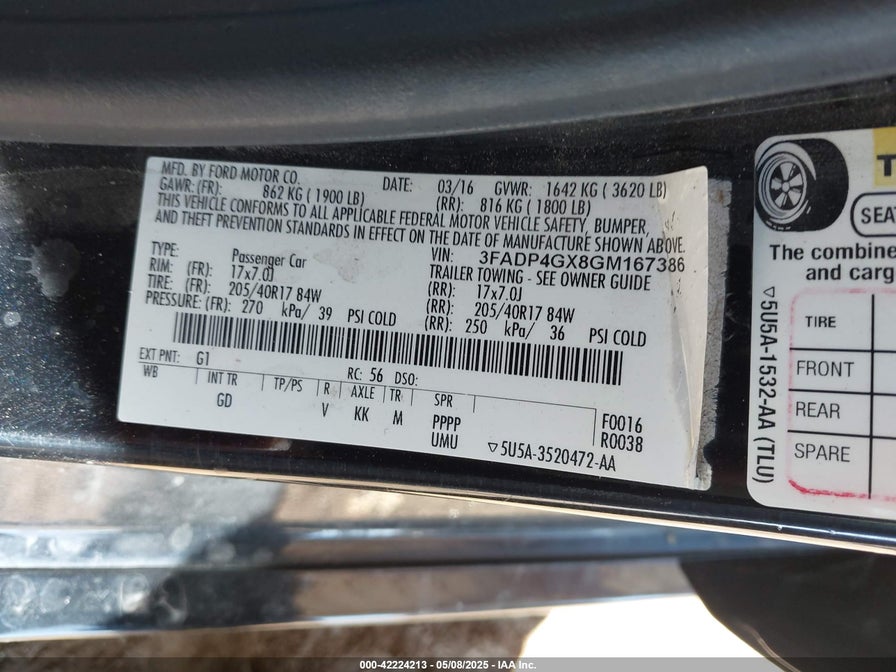 MFD. BY FORD MOTOR CO. DATE: 03/16 GVWR: 1642 KG ( 3620 LB)
GAWR: (FR): 862 KG ( 1900 LB) (RR): 816 KG ( 1800 LB)
THIS VEHICLE CONFORMS TO ALL APPLICABLE FEDERAL MOTOR VEHICLE SAFETY, BUMPER,
AND THEFT PREVENTION STANDARDS IN EFFECT ON THE DATE OF MANUFACTURE SHOWN ABOVE.
VIN: 3FADP4GX8GM167386
TYPE: Passenger Car TRAILER TOWING - SEE OWNER GUIDE
RIM: (FR): 17x7.0J (RR): 17x7.0J
TIRE: (FR): 205/40R17 84W (RR): 205/40R17 84W
PRESSURE: (FR): 270 kPa/ 39 PSI COLD (RR): 250 kPa/ 36 PSI COLD
EXT PNT: G1 RC: 56 DSO:
WB INT TR TP/PS R AXLE TR SPR
GD V KK M PPPP F0016
UMU R0038
▽5U5A-3520472-AA
T
SEA
The combine
and carg
TIRE
FRONT
REAR
SPARE
▽5U5A-1532-AA (TLU)
000-42224213 - 05/08/2025 - IAA Inc.